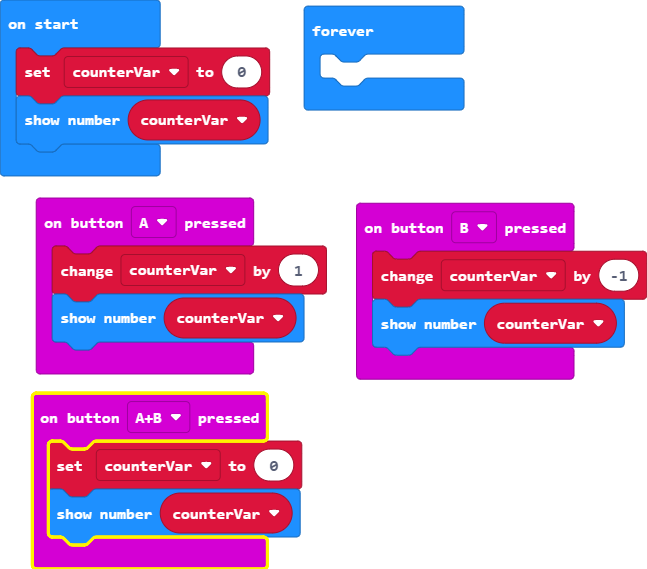 on start
set counterVar to 0
show number counterVar
forever
on button A pressed
change counterVar by 1
show number counterVar
on button B pressed
change counterVar by -1
show number counterVar
on button A+B pressed
set counterVar to 0
show number counterVar